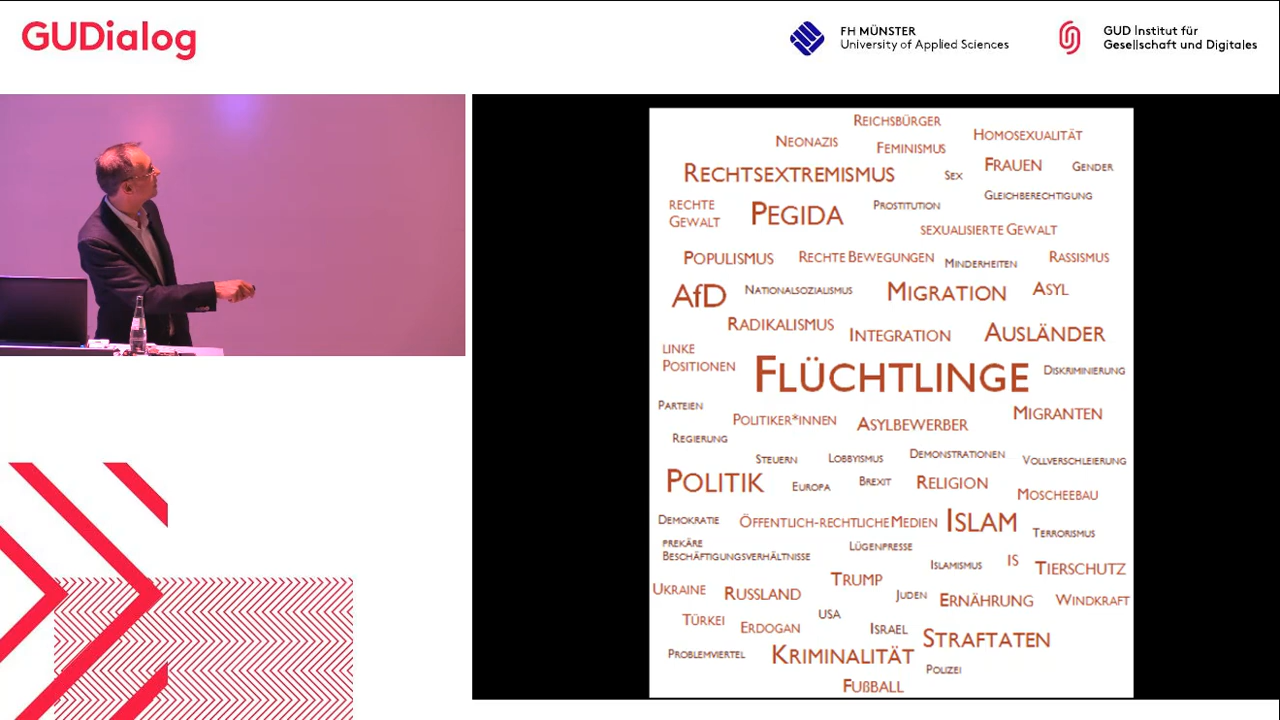 GUDialog
FH MÜNSTER
University of Applied Sciences
GUD Institut für
Gesellschaft und Digitales
REICHSBÜRGER
NEONAZIS
FEMINISMUS
HOMOSEXUALITÄT
RECHTSEXTREMISMUS
SEX
FRAUEN
GENDER
RECHTE
GEWALT
PEGIDA
PROSTITUTION
GLEICHBERECHTIGUNG
SEXUALISIERTE GEWALT
POPULISMUS
RECHTE BEWEGUNGEN
MINDERHEITEN
RASSISMUS
AfD
NATIONALSOZIALISMUS
MIGRATION
ASYL
RADIKALISMUS
INTEGRATION
AUSLÄNDER
LINKE
POSITIONEN
FLÜCHTLINGE
DISKRIMINIERUNG
PARTEIEN
POLITIKER*INNEN
ASYLBEWERBER
MIGRANTEN
REGIERUNG
STEUERN
LOBBYISMUS
DEMONSTRATIONEN
VOLLVERSCHLEIERUNG
POLITIK
EUROPA
BREXIT
RELIGION
MOSCHEEBAU
DEMOKRATIE
ÖFFENTLICH-RECHTLICHE MEDIEN
ISLAM
TERRORISMUS
PREKÄRE
BESCHÄFTIGUNGSVERHÄLTNISSE
LÜGENPRESSE
ISLAMISMUS
IS
TIERSCHUTZ
UKRAINE
RUSSLAND
TRUMP
JUDEN
ERNÄHRUNG
WINDKRAFT
TÜRKEI
ERDOGAN
USA
ISRAEL
STRAFTATEN
PROBLEMVIERTEL
KRIMINALITÄT
POLIZEI
FUßBALL